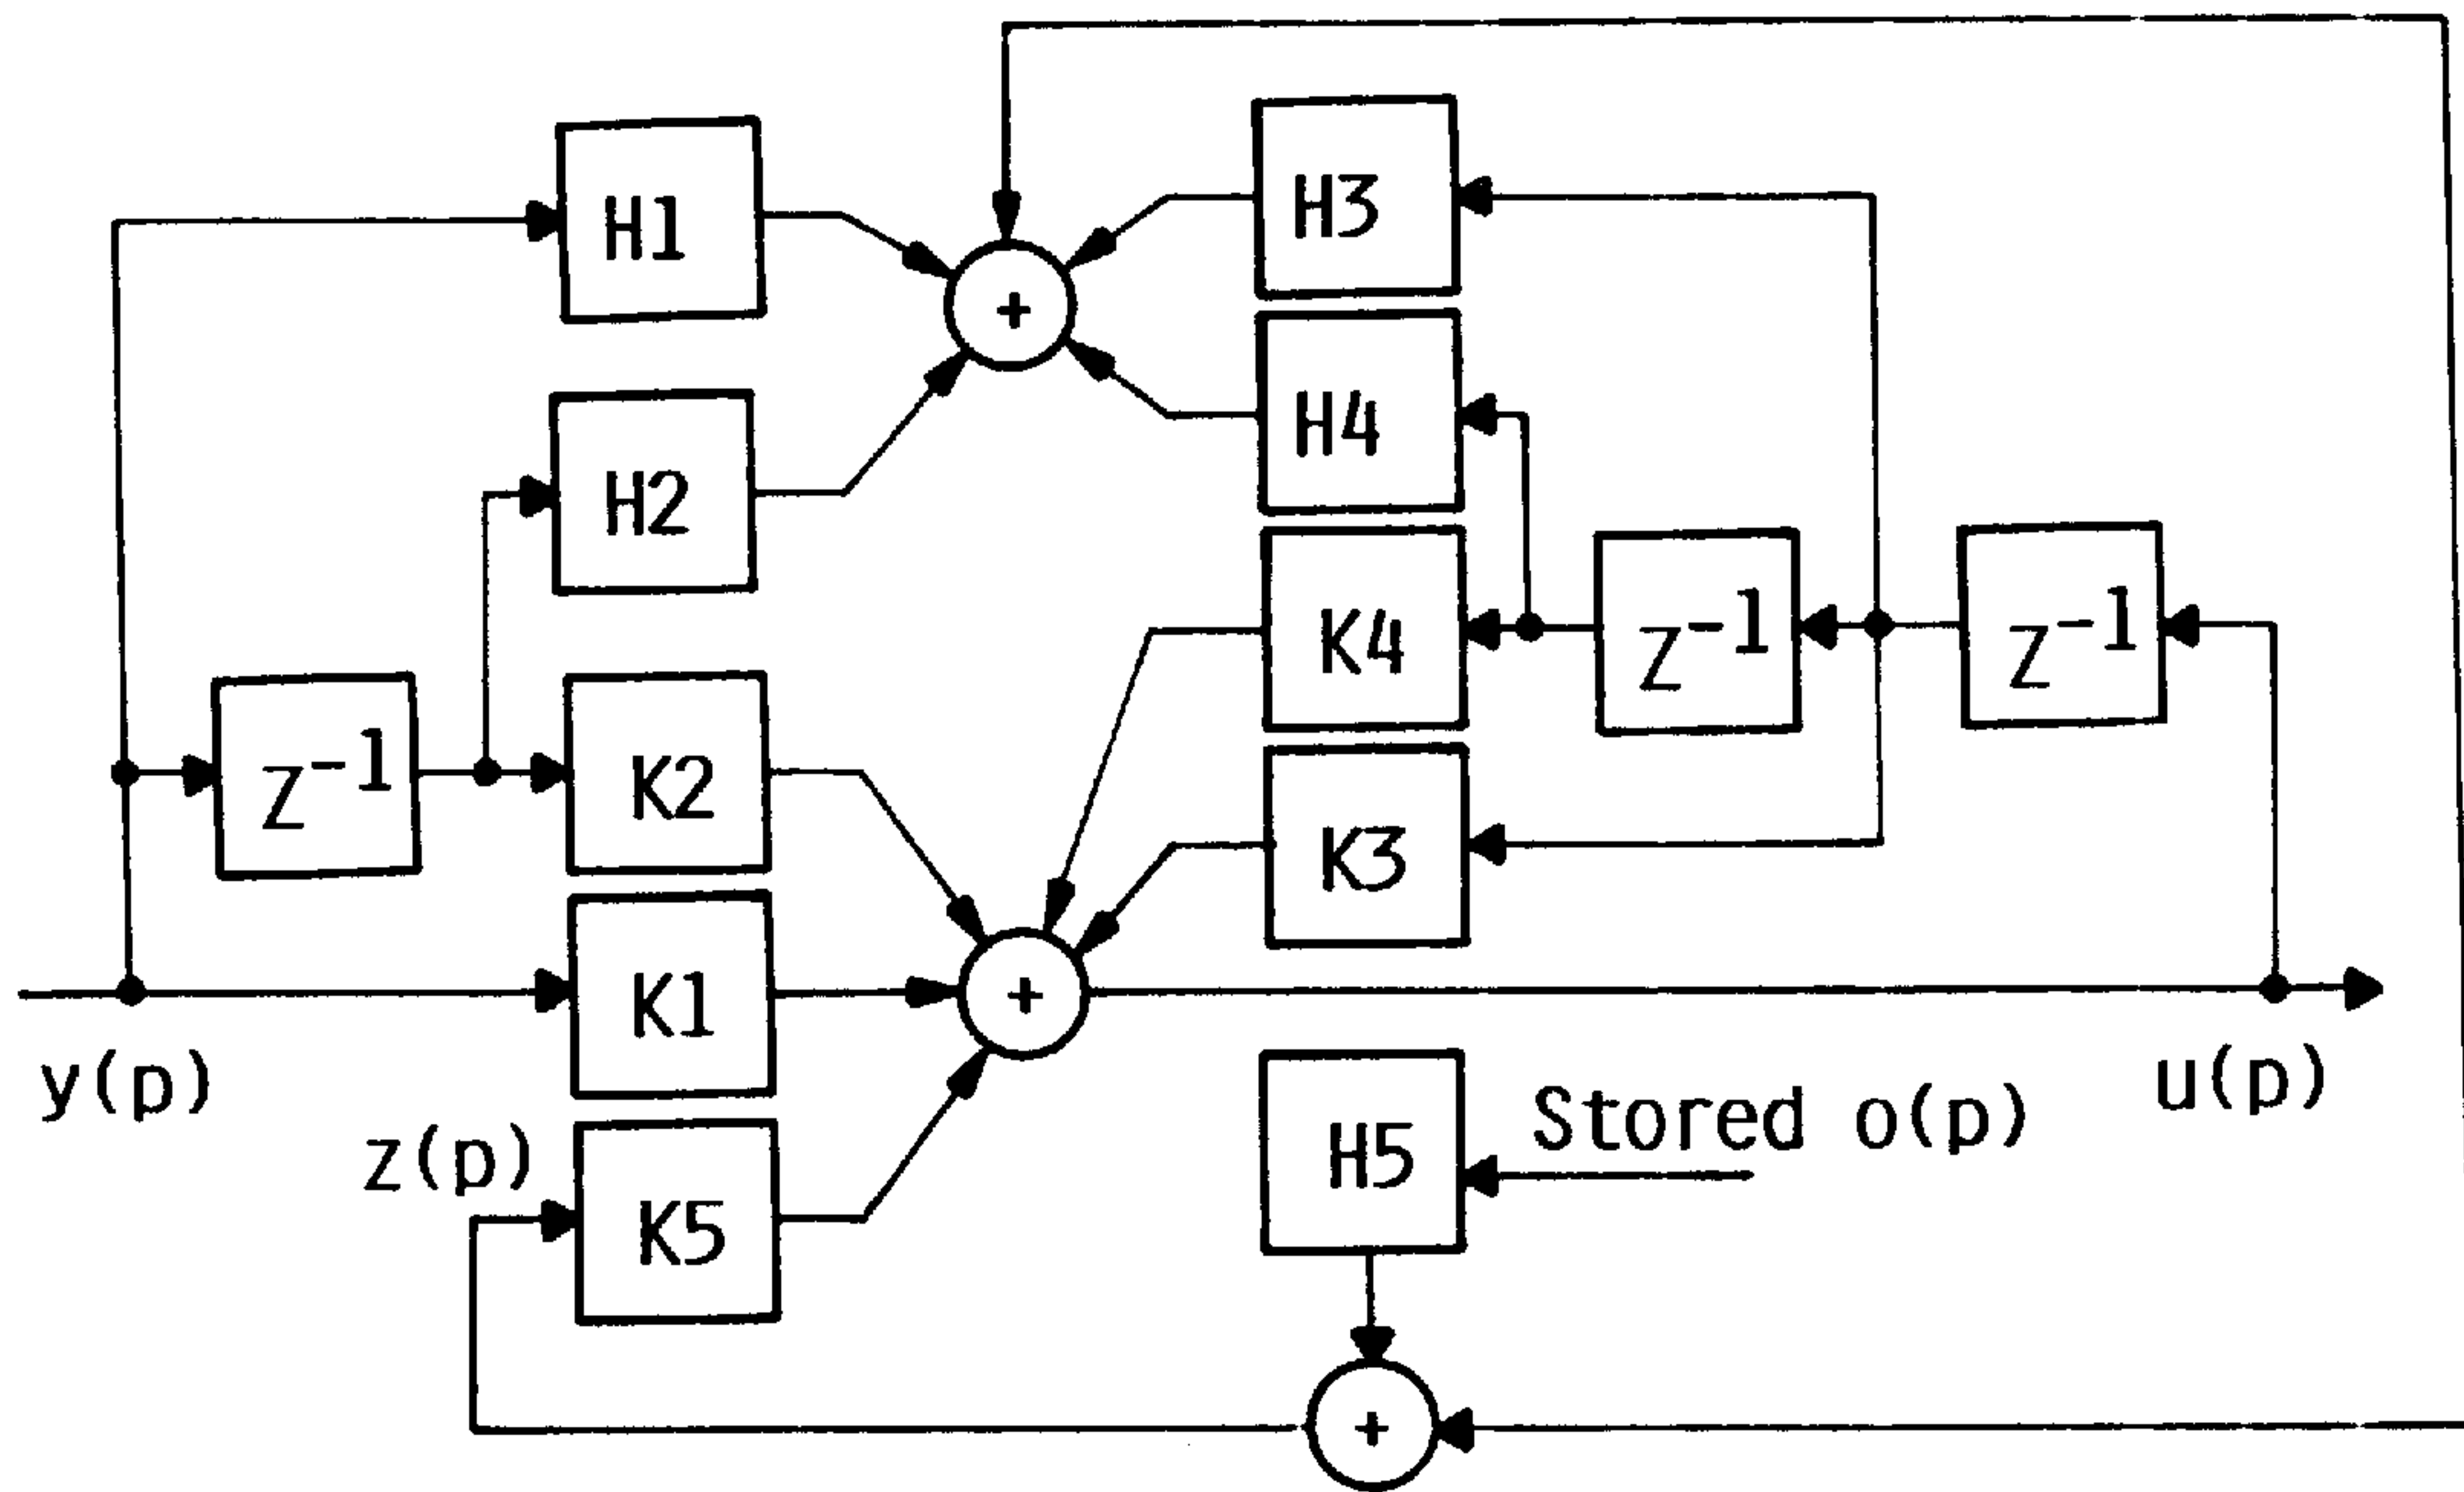 H1
H3
+
H4
H2
K4
z⁻¹
z⁻¹
z⁻¹
K2
K3
K1
+
y(p)
u(p)
Stored o(p)
z(p)
H5
K5
+